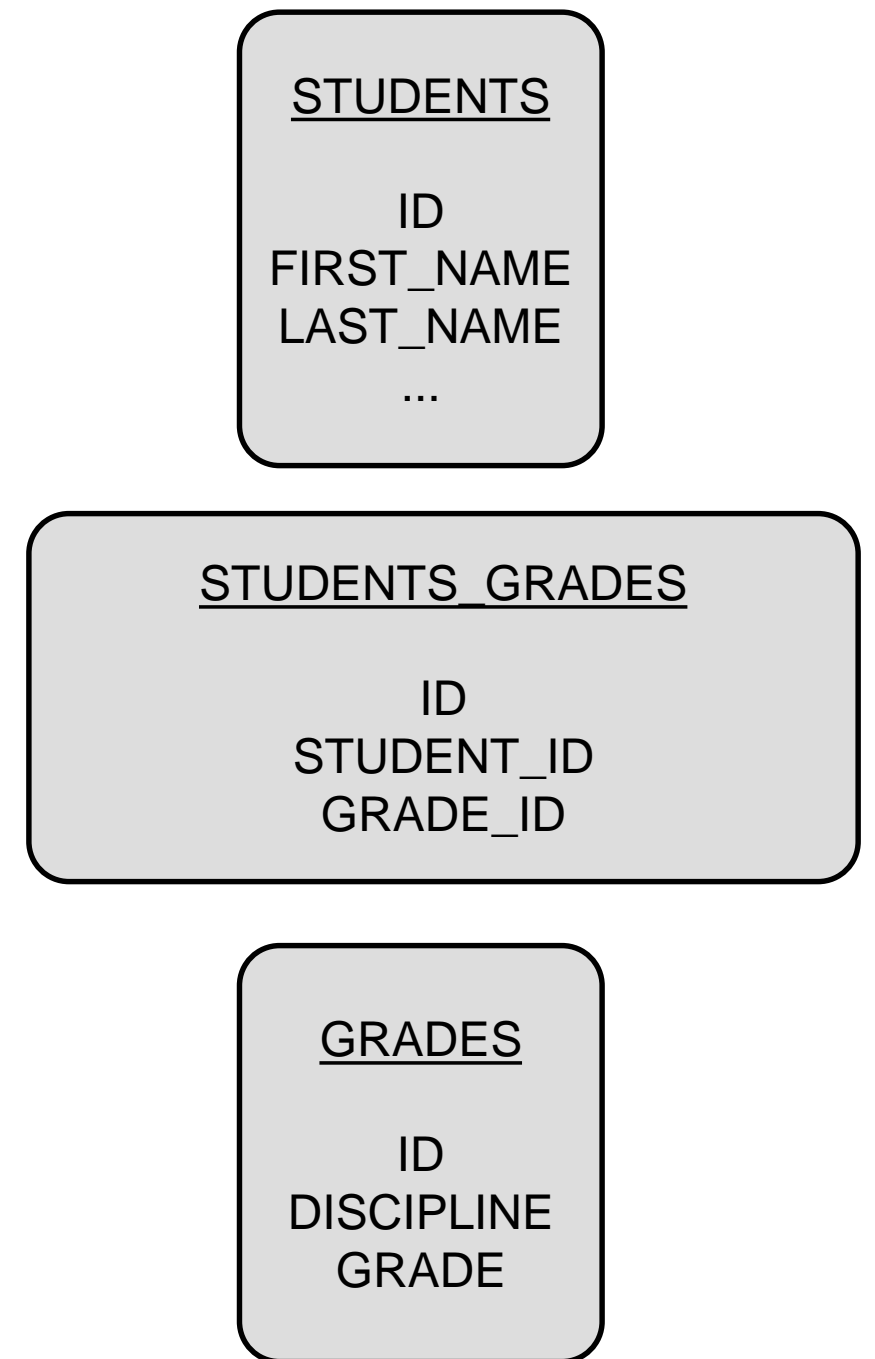 STUDENTS
ID
FIRST_NAME
LAST_NAME
...
STUDENTS_GRADES
ID
STUDENT_ID
GRADE_ID
GRADES
ID
DISCIPLINE
GRADE